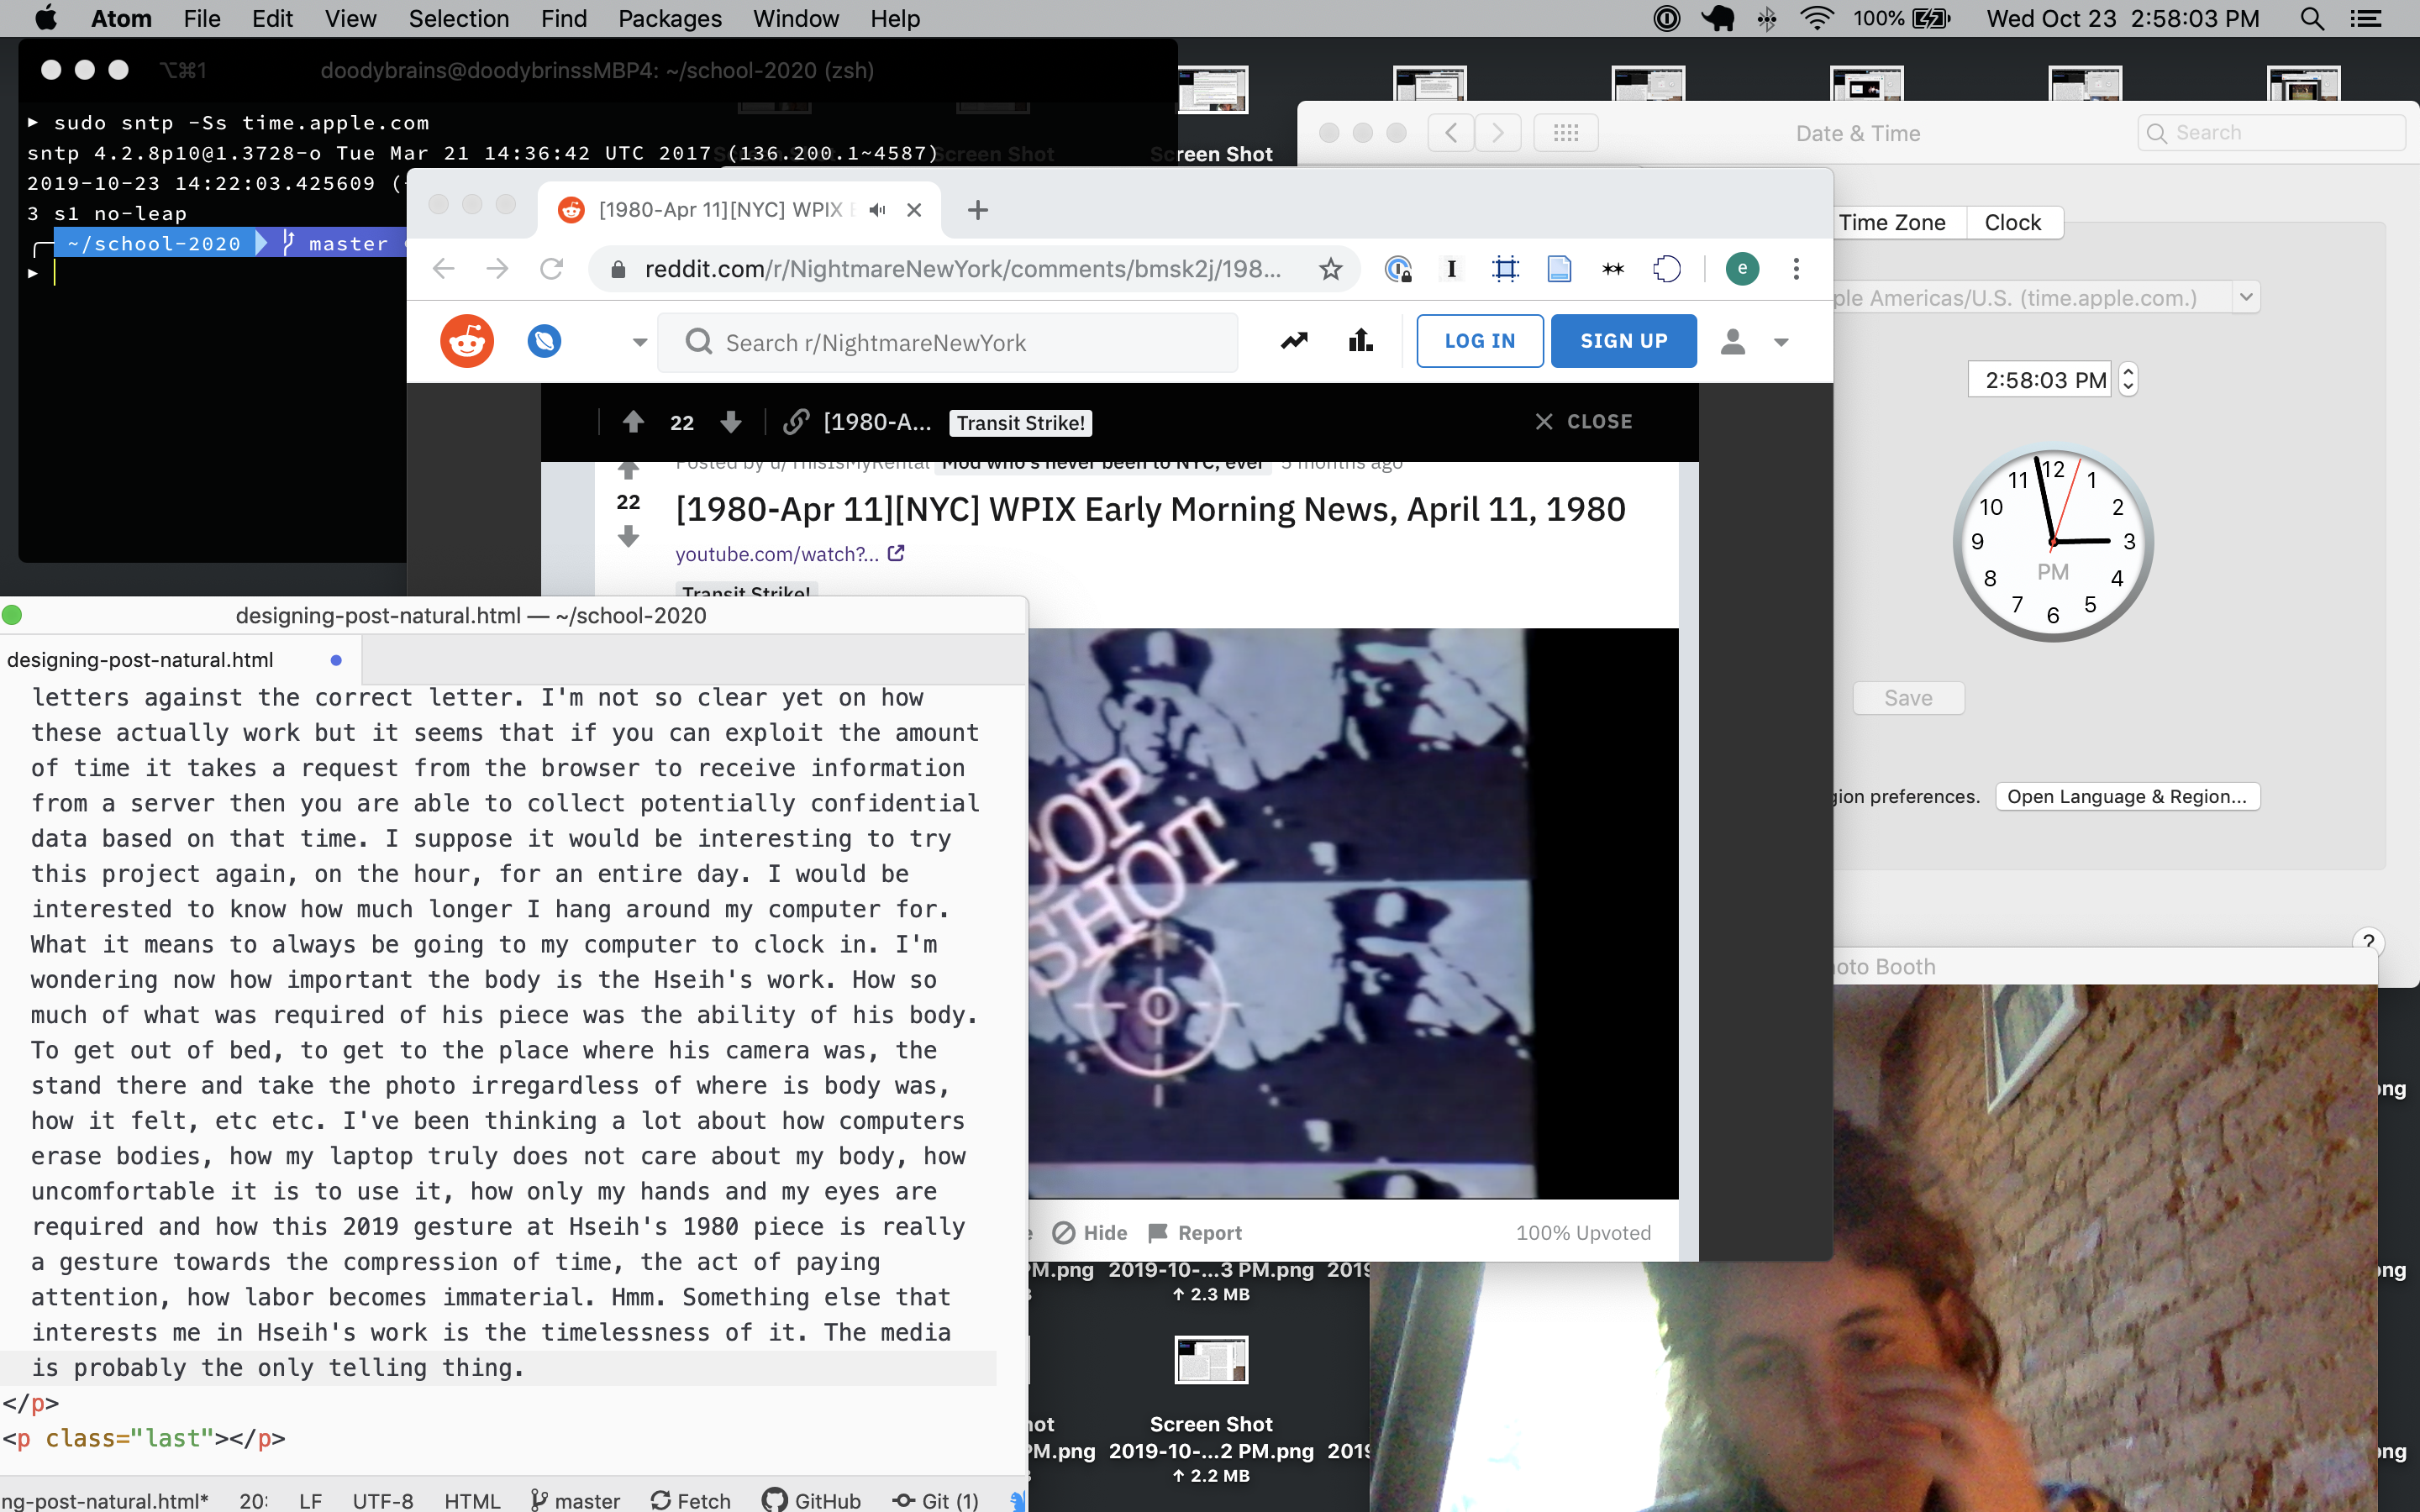 Atom File Edit View Selection Find Packages Window Help 100% Wed Oct 23 2:58:03 PM
⌥⌘1 doodybrains@doodybrinssMBP4: ~/school-2020 (zsh)
▸ sudo sntp -Ss time.apple.com
sntp 4.2.8p10@1.3728-o Tue Mar 21 14:36:42 UTC 2017 (136.200.1~4587)
2019-10-23 14:22:03.425609 (
3 s1 no-leap
~/school-2020 master
▸
Screen Shot
Screen Shot
Date & Time
Search
Time Zone Clock
Americas/U.S. (time.apple.com.)
2:58:03 PM
12
11 1
10 2
9 3
PM
8 4
7 5
6
Save
preferences. Open Language & Region...
?
[1980-Apr 11][NYC] WPIX
reddit.com/r/NightmareNewYork/comments/bmsk2j/198...
e
Search r/NightmareNewYork
LOG IN SIGN UP
22 [1980-A... Transit Strike! CLOSE
Posted by u/ThisIsMyRental Mod who's never been to NYC, ever 5 months ago
22
[1980-Apr 11][NYC] WPIX Early Morning News, April 11, 1980
youtube.com/watch?...
Transit Strike!
COP
SHOT
Hide Report 100% Upvoted
designing-post-natural.html — ~/school-2020
designing-post-natural.html
letters against the correct letter. I'm not so clear yet on how
these actually work but it seems that if you can exploit the amount
of time it takes a request from the browser to receive information
from a server then you are able to collect potentially confidential
data based on that time. I suppose it would be interesting to try
this project again, on the hour, for an entire day. I would be
interested to know how much longer I hang around my computer for.
What it means to always be going to my computer to clock in. I'm
wondering now how important the body is the Hseih's work. How so
much of what was required of his piece was the ability of his body.
To get out of bed, to get to the place where his camera was, the
stand there and take the photo irregardless of where is body was,
how it felt, etc etc. I've been thinking a lot about how computers
erase bodies, how my laptop truly does not care about my body, how
uncomfortable it is to use it, how only my hands and my eyes are
required and how this 2019 gesture at Hseih's 1980 piece is really
a gesture towards the compression of time, the act of paying
attention, how labor becomes immaterial. Hmm. Something else that
interests me in Hseih's work is the timelessness of it. The media
is probably the only telling thing.
</p>
<p class="last"></p>
ng-post-natural.html* 20: LF UTF-8 HTML master Fetch GitHub Git (1)
Booth
PM.png 2019-10-...3 PM.png 2019
↑ 2.3 MB
Screen Shot
PM.png 2019-10-...2 PM.png 2019
↑ 2.2 MB